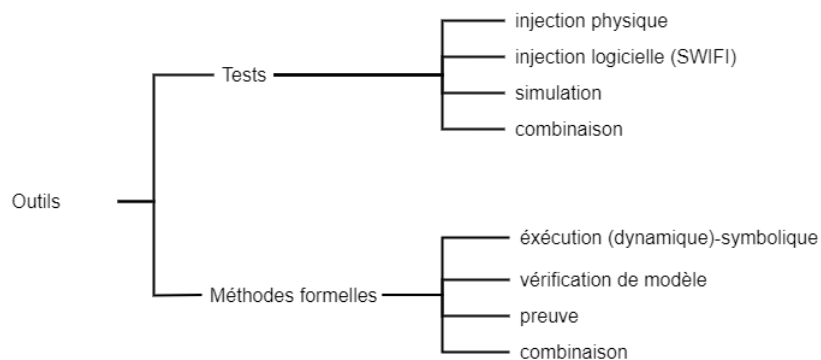 injection physique
injection logicielle (SWIFI)
Tests
simulation
combinaison
Outils
éxécution (dynamique)-symbolique
vérification de modèle
Méthodes formelles
preuve
combinaison